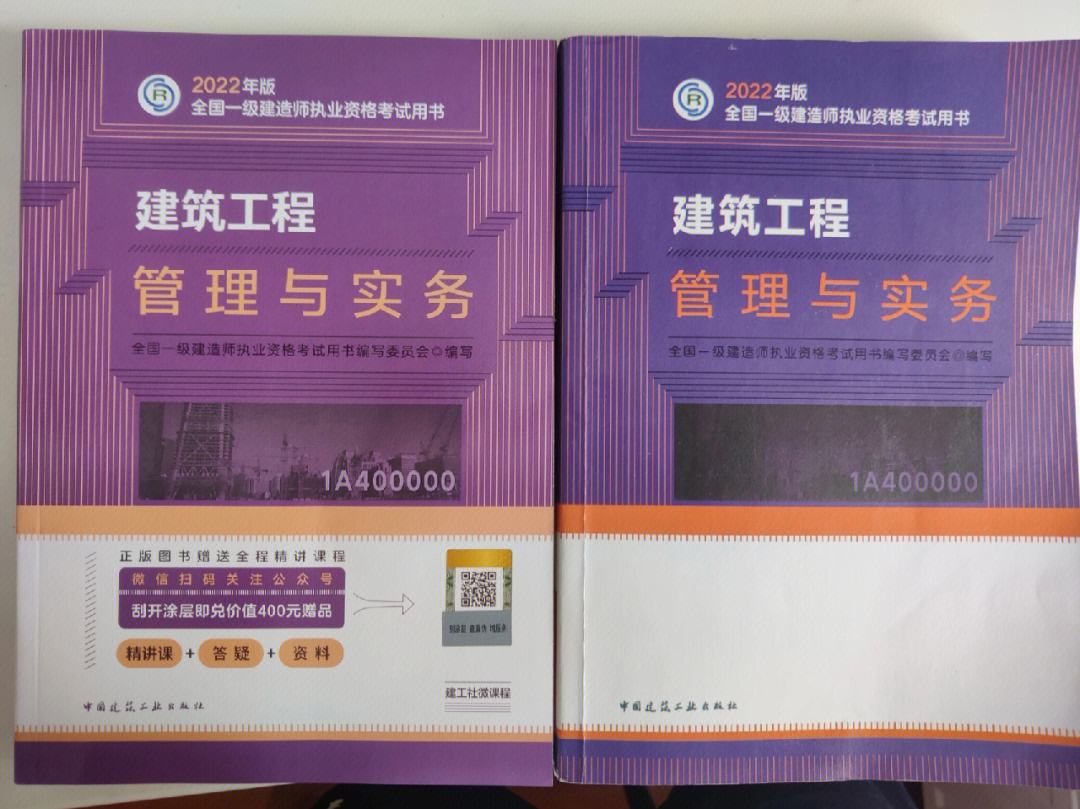 2022年版
全国一级建造师执业资格考试用书
建筑工程
管理与实务
全国一级建造师执业资格考试用书编写委员会◎编写
1A400000
正版图书赠送全程精讲课程
微信扫码关注公众号
刮开涂层即兑价值400元赠品
精讲课+答疑+资料
建工社微课程
中国建筑工业出版社
2022年版
全国一级建造师执业资格考试用书
建筑工程
管理与实务
全国一级建造师执业资格考试用书编写委员会◎编写
1A400000
中国建筑工业出版社